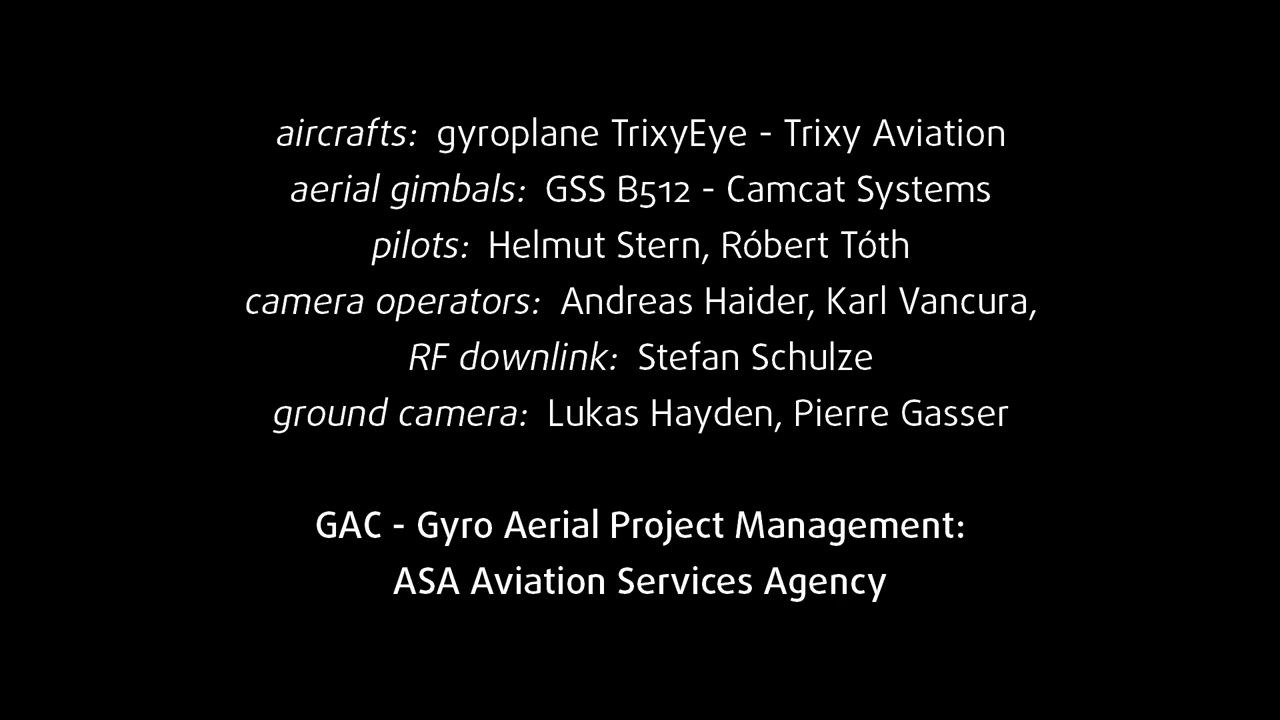 aircrafts: gyroplane TrixyEye - Trixy Aviation
aerial gimbals: GSS B512 - Camcat Systems
pilots: Helmut Stern, Róbert Tóth
camera operators: Andreas Haider, Karl Vancura,
RF downlink: Stefan Schulze
ground camera: Lukas Hayden, Pierre Gasser
GAC - Gyro Aerial Project Management:
ASA Aviation Services Agency